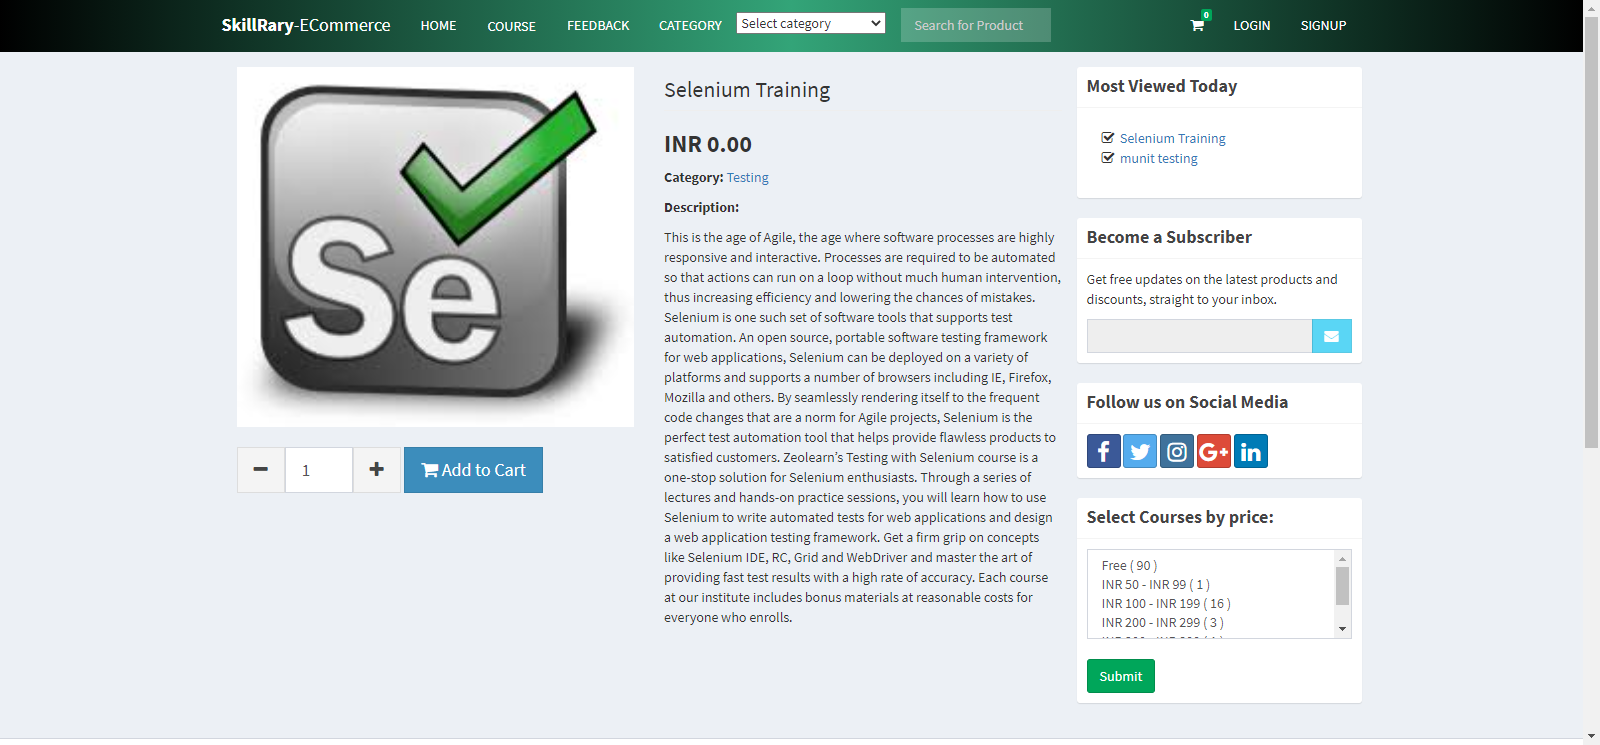 SkillRary-ECommerce HOME COURSE FEEDBACK CATEGORY Select category Search for Product 0 LOGIN SIGNUP
Se
1
Add to Cart
Selenium Training
INR 0.00
Category: Testing
Description:
This is the age of Agile, the age where software processes are highly
responsive and interactive. Processes are required to be automated
so that actions can run on a loop without much human intervention,
thus increasing efficiency and lowering the chances of mistakes.
Selenium is one such set of software tools that supports test
automation. An open source, portable software testing framework
for web applications, Selenium can be deployed on a variety of
platforms and supports a number of browsers including IE, Firefox,
Mozilla and others. By seamlessly rendering itself to the frequent
code changes that are a norm for Agile projects, Selenium is the
perfect test automation tool that helps provide flawless products to
satisfied customers. Zeolearn’s Testing with Selenium course is a
one-stop solution for Selenium enthusiasts. Through a series of
lectures and hands-on practice sessions, you will learn how to use
Selenium to write automated tests for web applications and design
a web application testing framework. Get a firm grip on concepts
like Selenium IDE, RC, Grid and WebDriver and master the art of
providing fast test results with a high rate of accuracy. Each course
at our institute includes bonus materials at reasonable costs for
everyone who enrolls.
Most Viewed Today
Selenium Training
munit testing
Become a Subscriber
Get free updates on the latest products and
discounts, straight to your inbox.
Follow us on Social Media
Select Courses by price:
Free ( 90 )
INR 50 - INR 99 ( 1 )
INR 100 - INR 199 ( 16 )
INR 200 - INR 299 ( 3 )
Submit